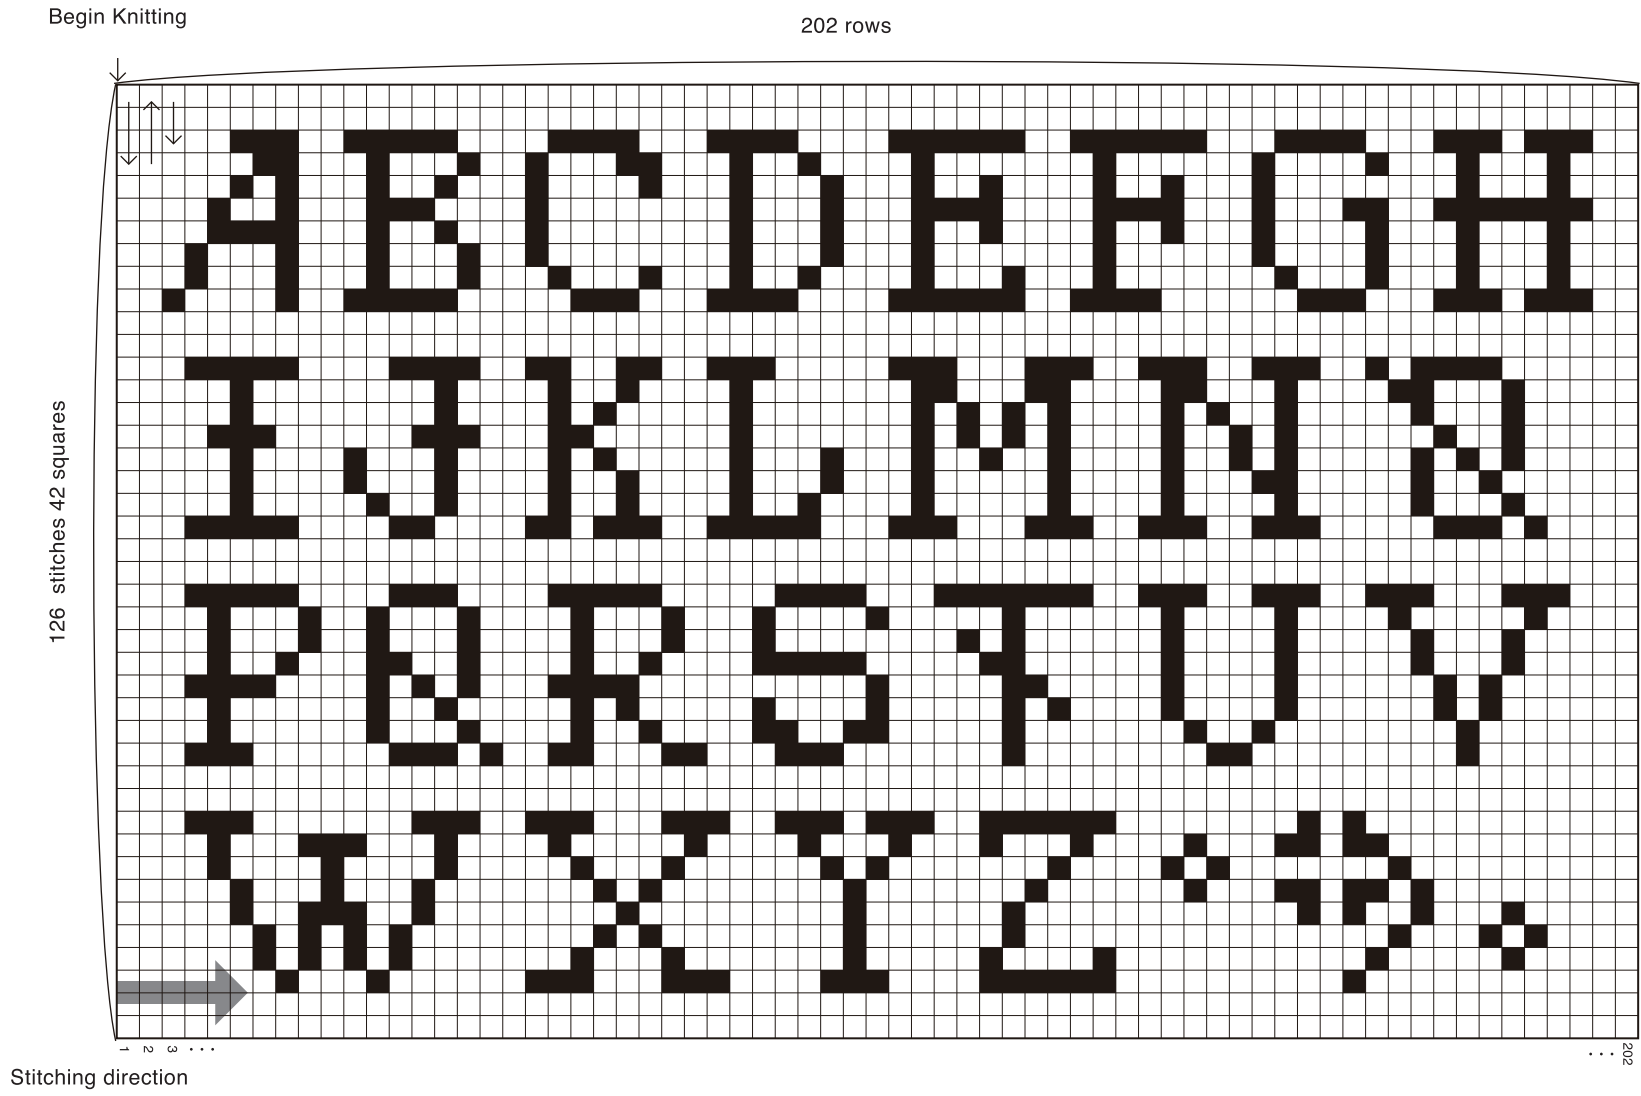 Begin Knitting
202 rows
A B C D E F G H
I J K L M N O
126 stitches 42 squares
P Q R S T U V
W X Y Z
1 2 3 ··· ··· 202
Stitching direction